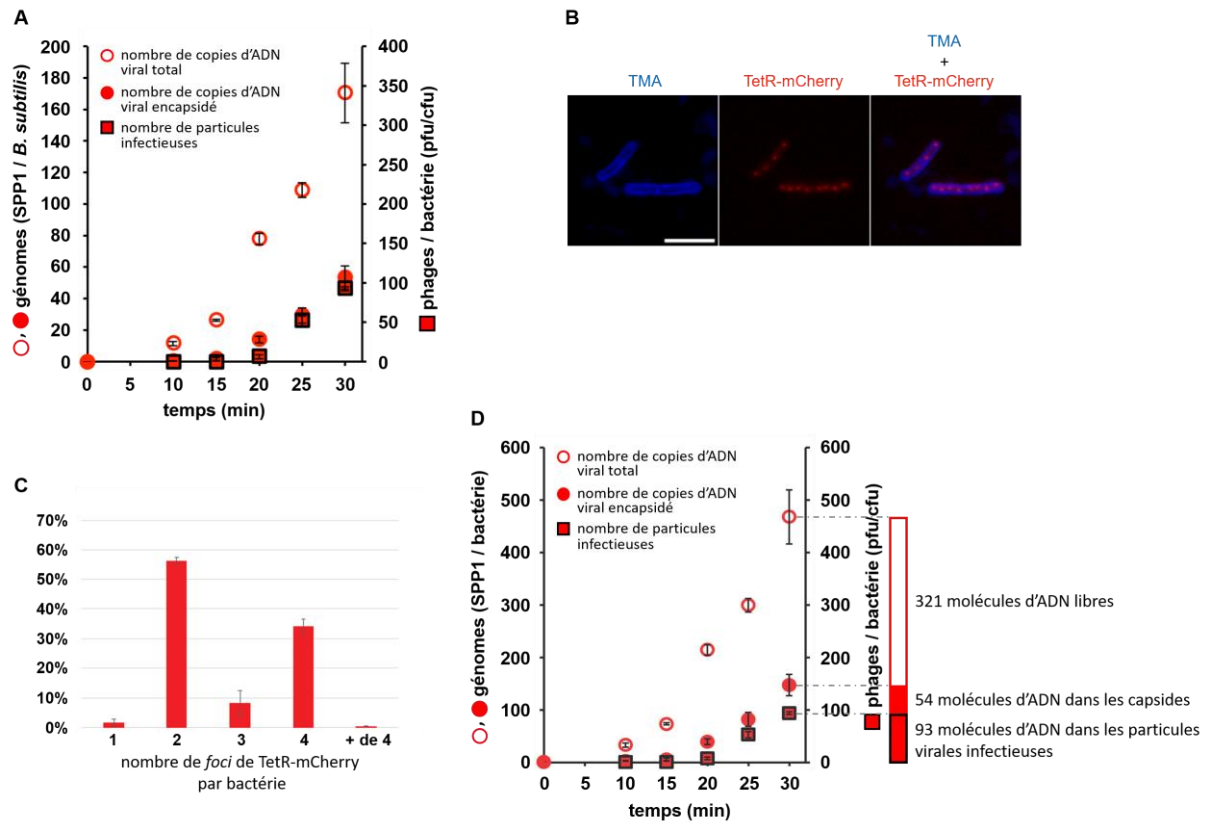 A
nombre de copies d'ADN
viral total
nombre de copies d'ADN
viral encapsidé
nombre de particules
infectieuses
200
180
160
140
120
100
80
60
40
20
0
400
350
300
250
200
150
100
50
0
, génomes (SPP1 / B. subtilis)
phages / bactérie (pfu/cfu)
0 5 10 15 20 25 30
temps (min)
B
TMA
TetR-mCherry
TMA
+
TetR-mCherry
C
70%
60%
50%
40%
30%
20%
10%
0%
1 2 3 4 + de 4
nombre de foci de TetR-mCherry
par bactérie
D
nombre de copies d'ADN
viral total
nombre de copies d'ADN
viral encapsidé
nombre de particules
infectieuses
600
500
400
300
200
100
0
600
500
400
300
200
100
0
, génomes (SPP1 / bactérie)
phages / bactérie (pfu/cfu)
0 5 10 15 20 25 30
temps (min)
321 molécules d'ADN libres
54 molécules d'ADN dans les capsides
93 molécules d'ADN dans les particules
virales infectieuses